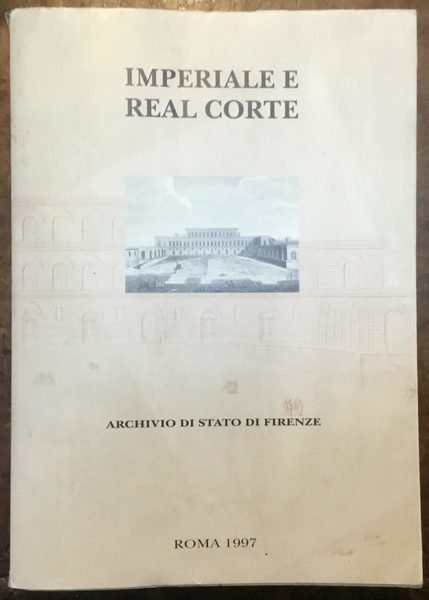 IMPERIALE E
REAL CORTE
ARCHIVIO DI STATO DI FIRENZE
ROMA 1997